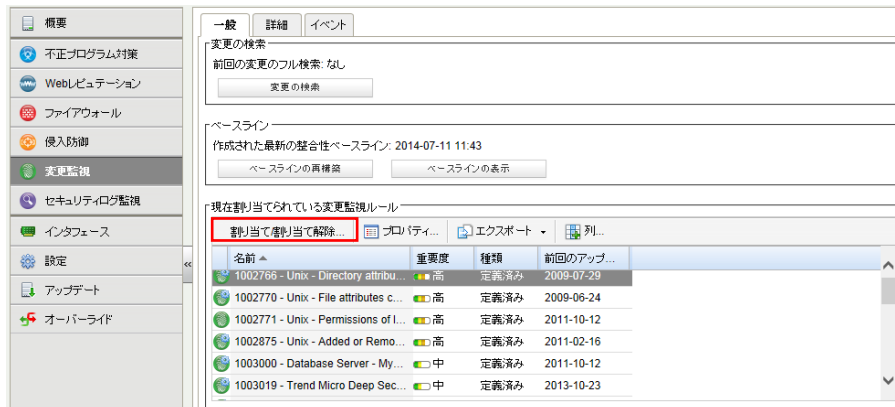 概要
不正プログラム対策
Webレピュテーション
ファイアウォール
侵入防御
変更監視
セキュリティログ監視
インタフェース
設定
アップデート
オーバーライド
«
一般 詳細 イベント
変更の検索
前回の変更のフル検索: なし
変更の検索
ベースライン
作成された最新の整合性ベースライン: 2014-07-11 11:43
ベースラインの再構築 ベースラインの表示
現在割り当てられている変更監視ルール
割り当て/割り当て解除... プロパティ... エクスポート 列...
名前 重要度 種類 前回のアップ...
1002766 - Unix - Directory attribu... 高 定義済み 2009-07-29
1002770 - Unix - File attributes c... 高 定義済み 2009-06-24
1002771 - Unix - Permissions of l... 高 定義済み 2011-10-12
1002875 - Unix - Added or Remo... 高 定義済み 2011-02-16
1003000 - Database Server - My... 中 定義済み 2011-10-12
1003019 - Trend Micro Deep Sec... 中 定義済み 2013-10-23